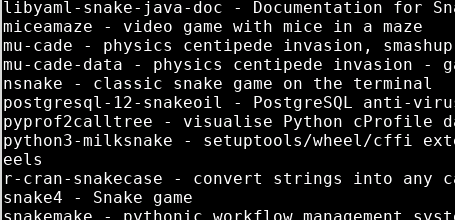 libyaml-snake-java-doc - Documentation for Sna
miceamaze - video game with mice in a maze
mu-cade - physics centipede invasion, smashup
mu-cade-data - physics centipede invasion - ga
nsnake - classic snake game on the terminal
postgresql-12-snakeoil - PostgreSQL anti-virus
pyprof2calltree - visualise Python cProfile da
python3-milksnake - setuptools/wheel/cffi exte
eels
r-cran-snakecase - convert strings into any ca
snake4 - Snake game
snakemake - pythonic workflow management syste